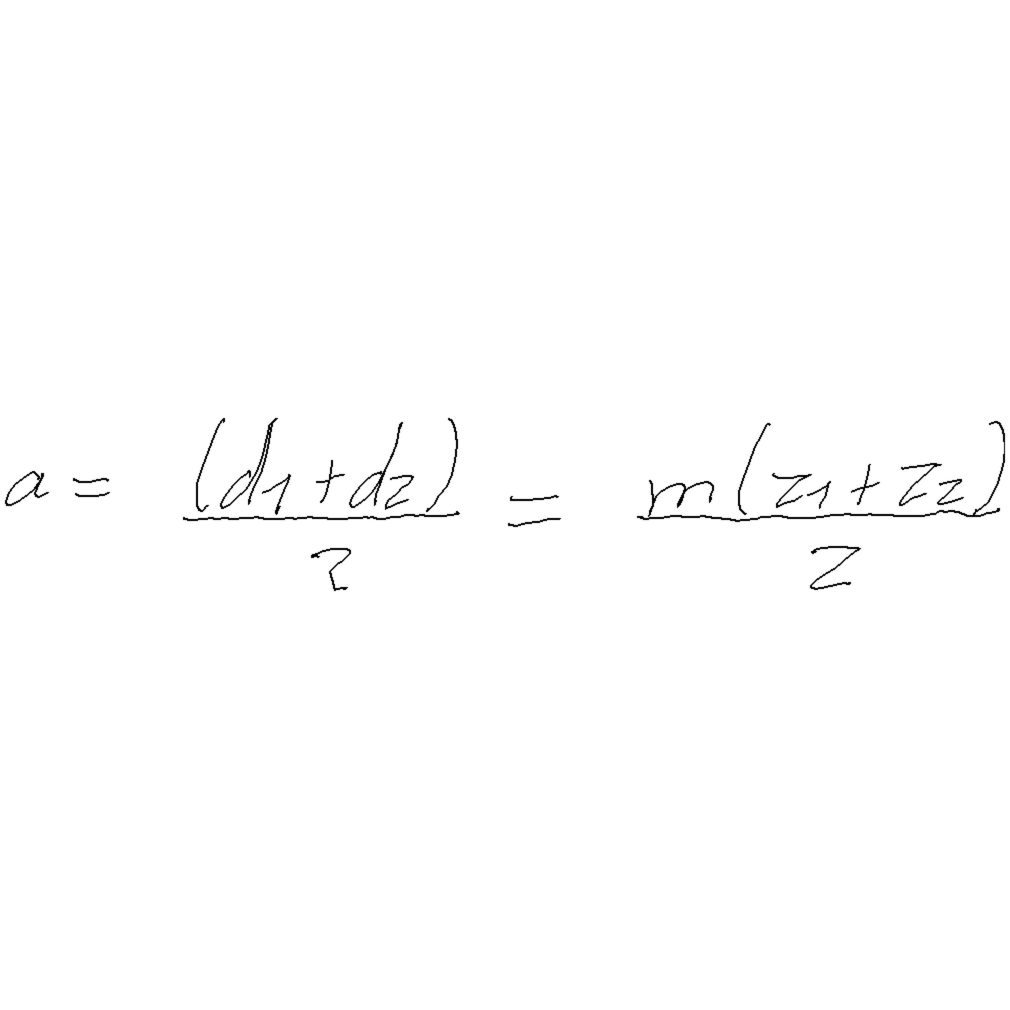 a = (d1+d2)/2 = m(z1+z2)/2